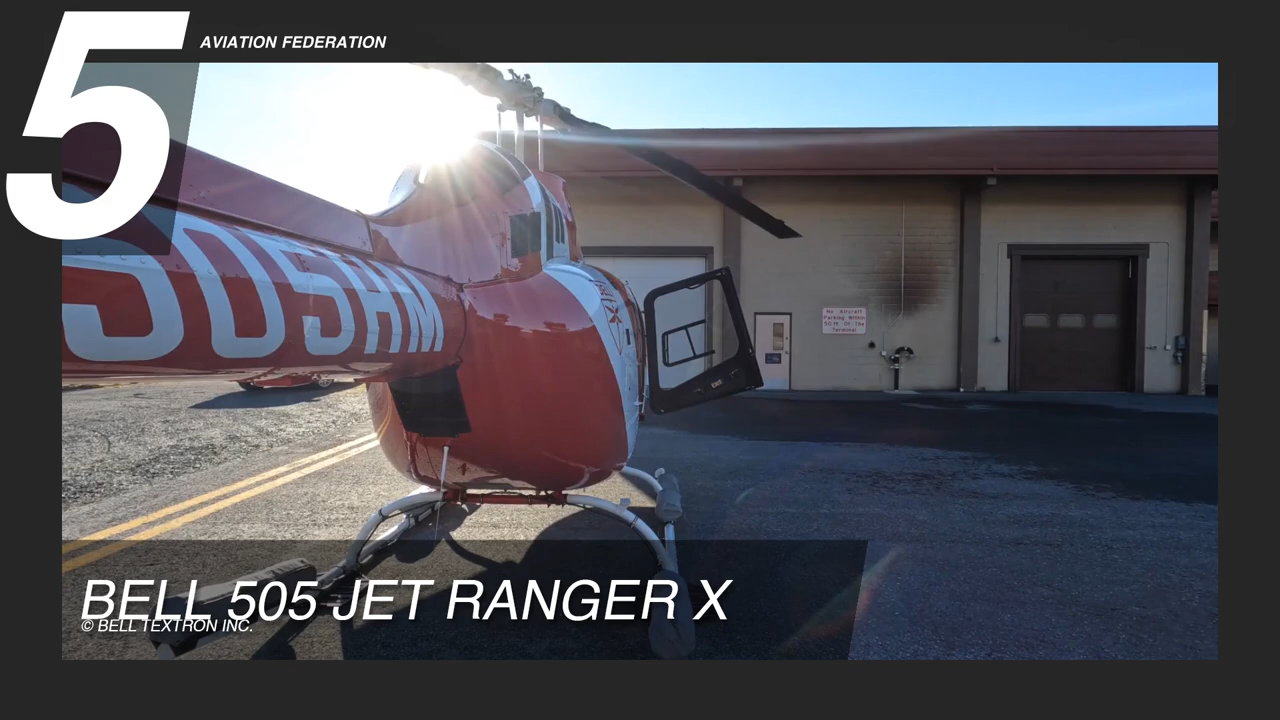 5
AVIATION FEDERATION
505HM
No Aircraft
Parking Within
50 ft. Of The
Terminal
BELL 505 JET RANGER X
© BELL TEXTRON INC.